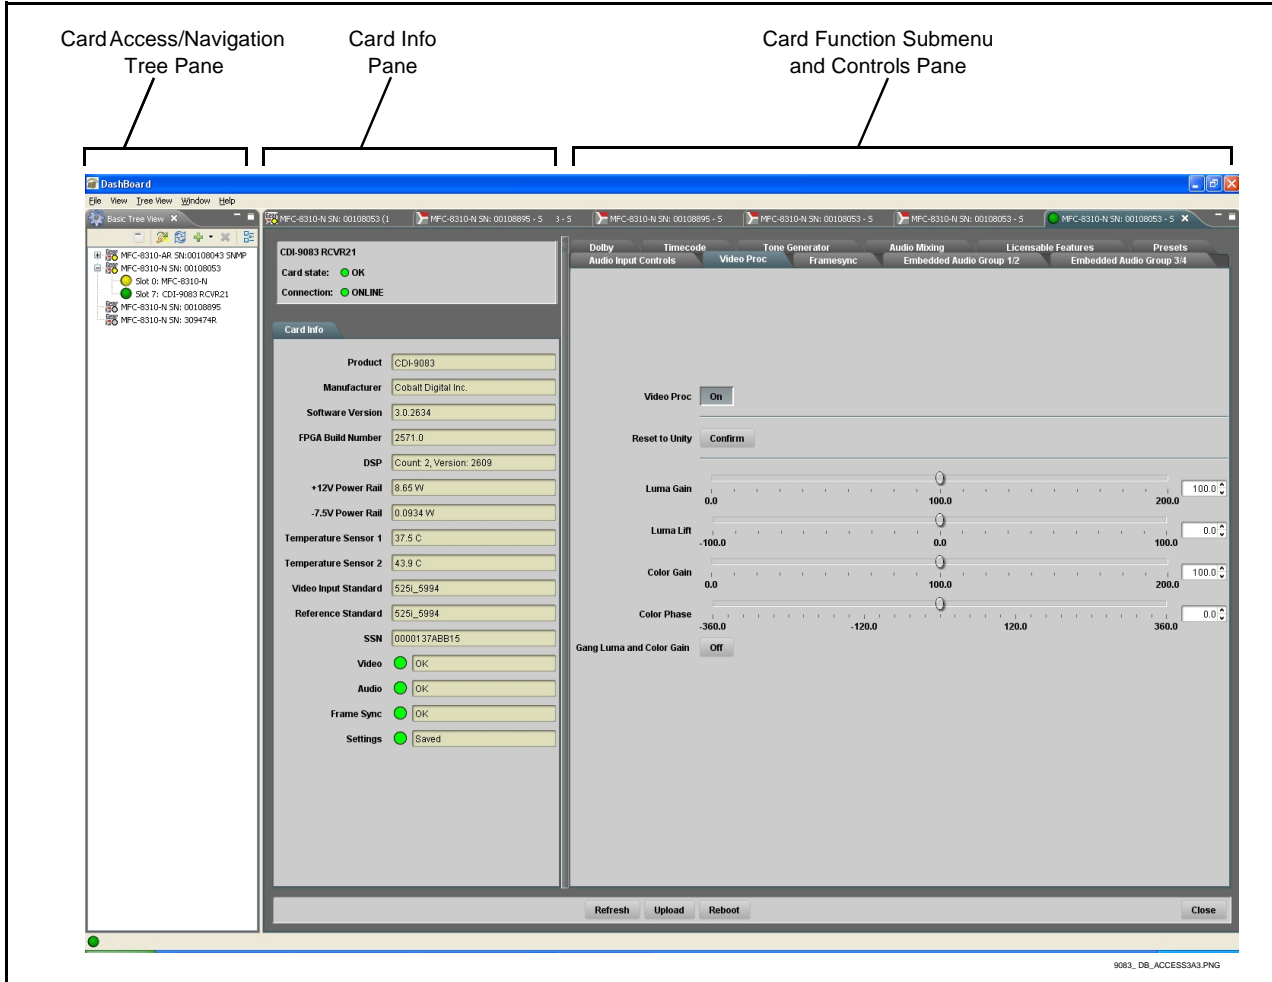 Card Access/Navigation
Tree Pane
Card Info
Pane
Card Function Submenu
and Controls Pane
DashBoard
File View Tree View Window Help
Basic Tree View
MFC-8310-N SN: 00108053 (1
MFC-8310-N SN: 00108895 - S
3 - S
MFC-8310-N SN: 00108895 - S
MFC-8310-N SN: 00108053 - S
MFC-8310-N SN: 00108053 - S
MFC-8310-N SN: 00108053 - S
MFC-8310-AR SN:00108043 SNMP
MFC-8310-N SN: 00108053
Slot 0: MFC-8310-N
Slot 7: CDI-9083 RCVR21
MFC-8310-N SN: 00108895
MFC-8310-N SN: 309474R
CDI-9083 RCVR21
Card state: OK
Connection: ONLINE
Card Info
Product CDI-9083
Manufacturer Cobalt Digital Inc.
Software Version 3.0.2634
FPGA Build Number 2571.0
DSP Count: 2, Version: 2609
+12V Power Rail 8.65 W
-7.5V Power Rail 0.0934 W
Temperature Sensor 1 37.5 C
Temperature Sensor 2 43.9 C
Video Input Standard 525i_5994
Reference Standard 525i_5994
SSN 0000137ABB15
Video OK
Audio OK
Frame Sync OK
Settings Saved
Dolby Timecode Tone Generator Audio Mixing Licensable Features Presets
Audio Input Controls Video Proc Framesync Embedded Audio Group 1/2 Embedded Audio Group 3/4
Video Proc On
Reset to Unity Confirm
Luma Gain 100.0
0.0 100.0 200.0
Luma Lift 0.0
-100.0 0.0 100.0
Color Gain 100.0
0.0 100.0 200.0
Color Phase 0.0
-360.0 -120.0 120.0 360.0
Gang Luma and Color Gain Off
Refresh Upload Reboot Close
9083_ DB_ACCESS3A3.PNG